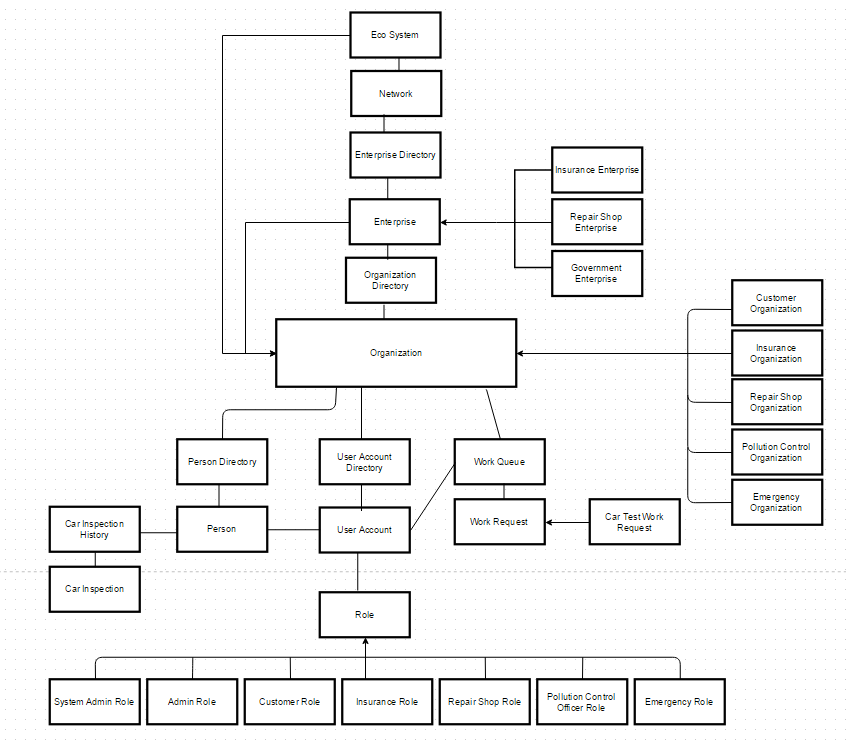 Eco System
Network
Enterprise Directory
Insurance Enterprise
Enterprise
Repair Shop
Enterprise
Organization
Directory
Government
Enterprise
Customer
Organization
Organization
Insurance
Organization
Repair Shop
Organization
Person Directory
User Account
Directory
Work Queue
Pollution Control
Organization
Emergency
Organization
Car Inspection
History
Person
User Account
Work Request
Car Test Work
Request
Car Inspection
Role
System Admin Role
Admin Role
Customer Role
Insurance Role
Repair Shop Role
Pollution Control
Officer Role
Emergency Role